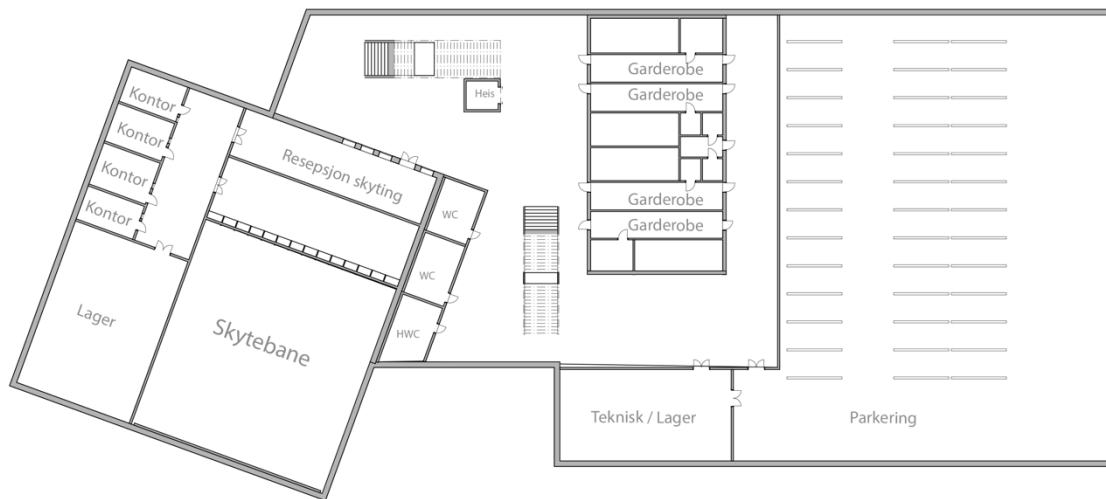 Kontor
Kontor
Kontor
Kontor
Lager
Skytebane
Resepsjon skyting
WC
WC
HWC
Heis
Garderobe
Garderobe
Garderobe
Garderobe
Teknisk / Lager
Parkering